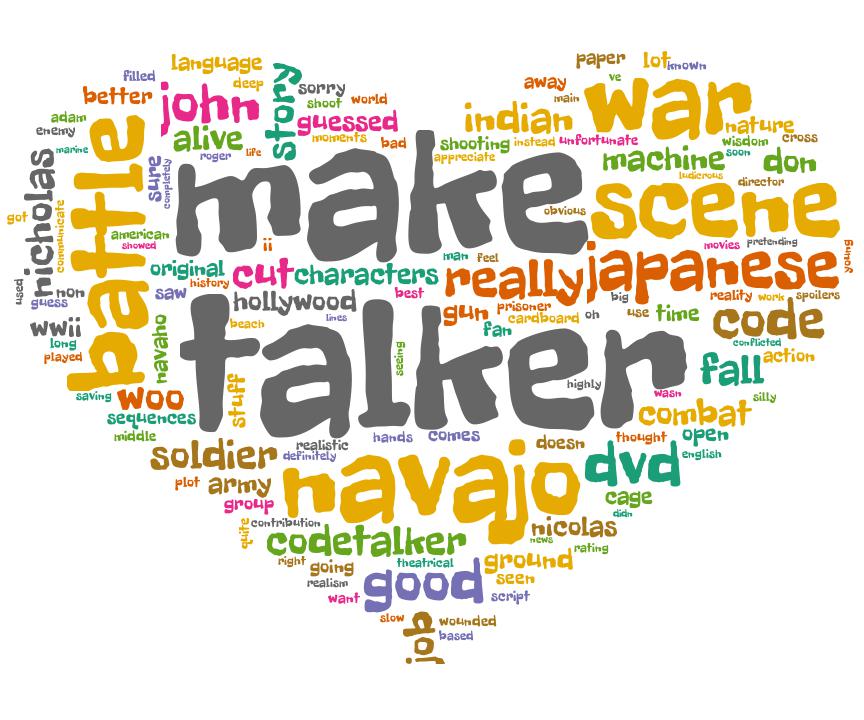 paper lot known
language
filled deep story sorry away ve
better john shoot world main war
adam guessed indian nature
enemy alive moments shooting instead unfortunate wisdom cross
marine roger life bad appreciate machine soon don
battle sure completely make ludicrous director
nicholas obvious scene
got communicate american showed ii man feel movies pretending young
original history cut characters really japanese
used guess non saw best big reality work spoilers
hollywood gun prisoner oh use time code
wwii beach lines fan cardboard conflicted
long navaho talker seeing fall action
played highly wasn
saving woo stuff silly
sequences combat
middle hands comes thought open
soldier realistic definitely doesn english
plot army navajo dvd
group cage
quite contribution didn
codetalker nicolas news rating
right going theatrical ground
realism good seen
want script
slow job wounded
based